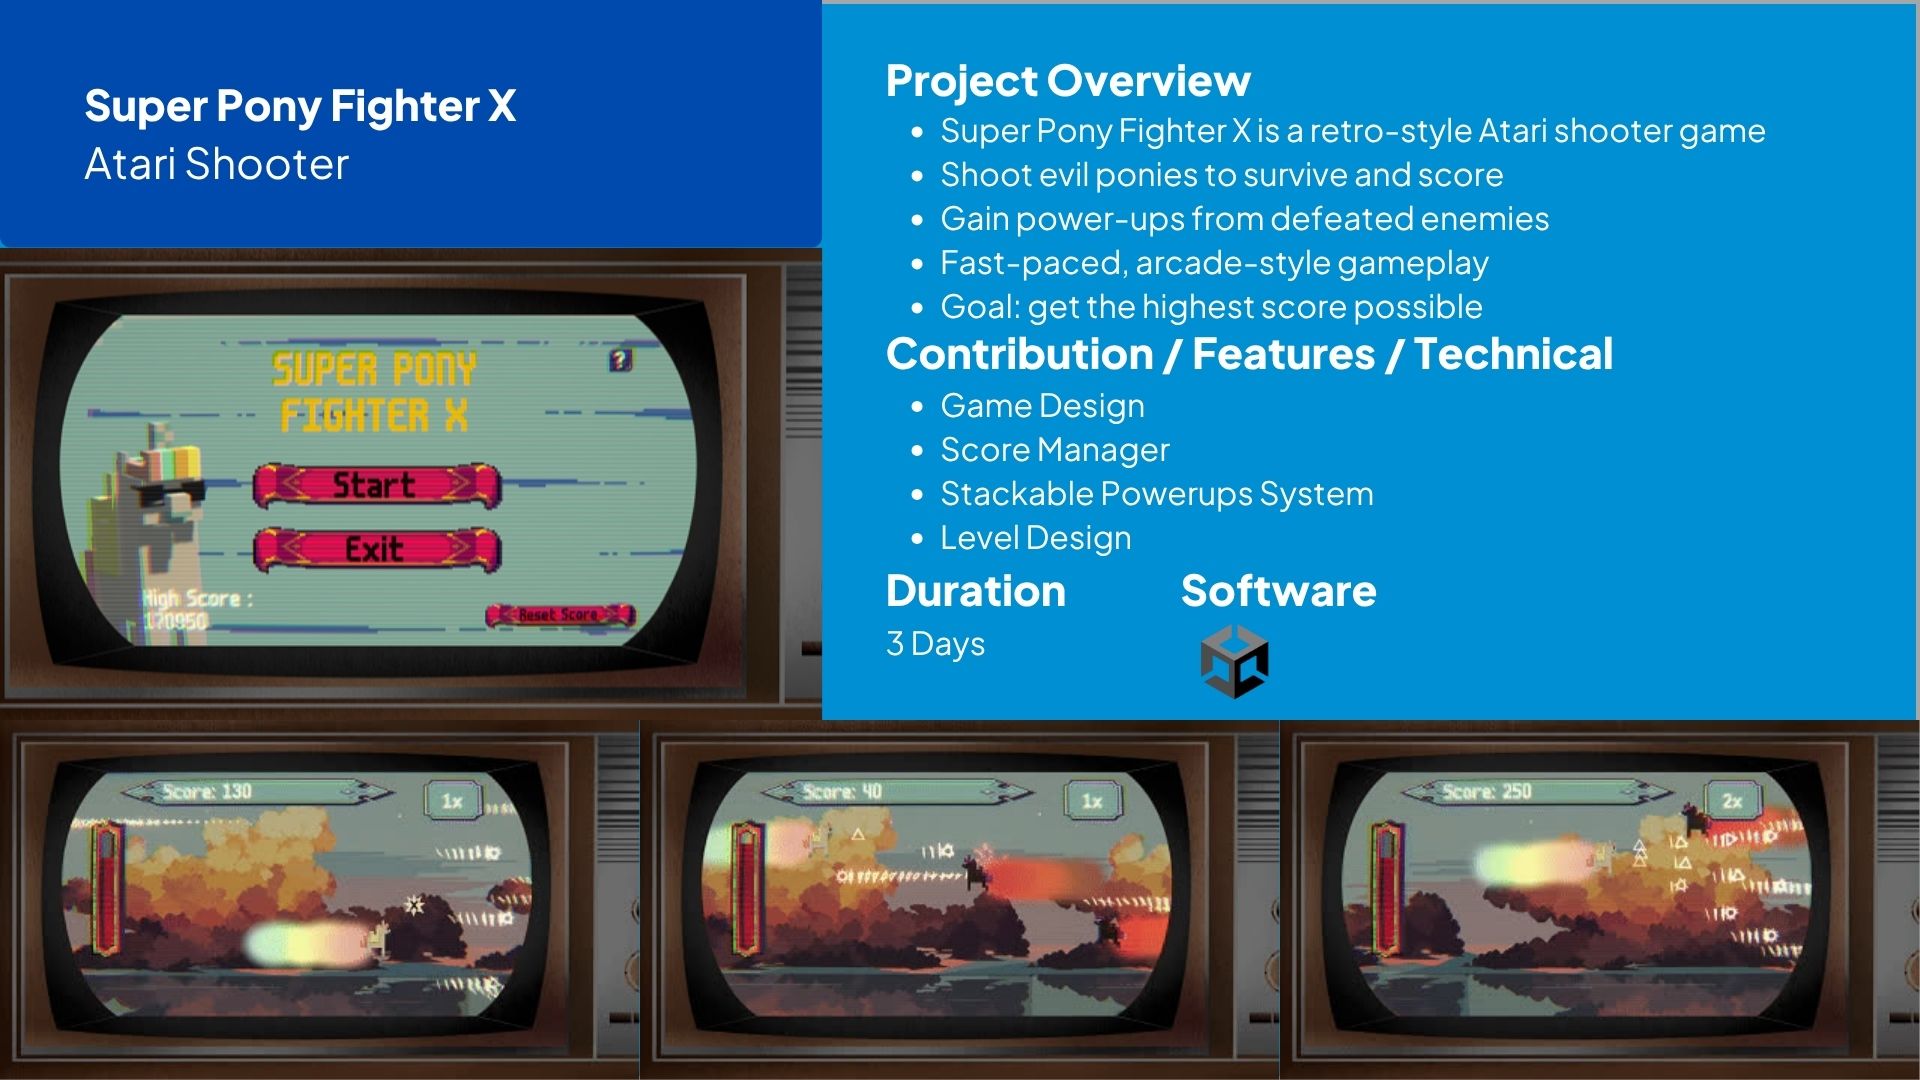 Super Pony Fighter X
Atari Shooter
SUPER PONY
FIGHTER X
?
Start
Exit
High Score :
170950
Reset Score
Project Overview
• Super Pony Fighter X is a retro-style Atari shooter game
• Shoot evil ponies to survive and score
• Gain power-ups from defeated enemies
• Fast-paced, arcade-style gameplay
• Goal: get the highest score possible
Contribution / Features / Technical
• Game Design
• Score Manager
• Stackable Powerups System
• Level Design
Duration
3 Days
Software
Score: 130
1x
Score: 40
1x
Score: 250
2x